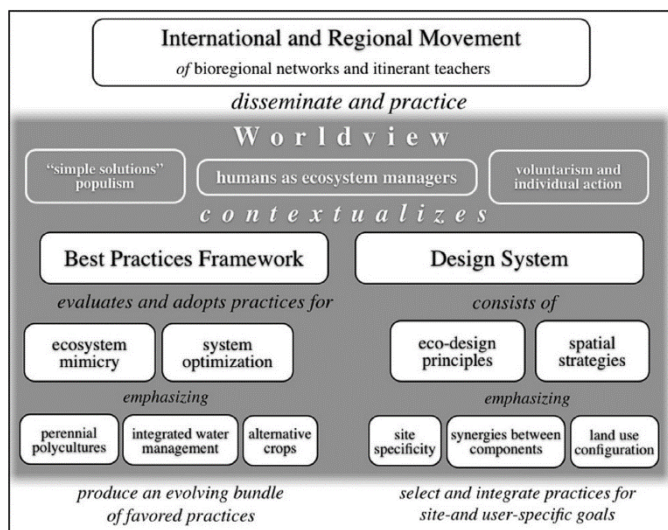 International and Regional Movement
of bioregional networks and itinerant teachers
disseminate and practice
Worldview
“simple solutions”
populism
humans as ecosystem managers
voluntarism and
individual action
contextualizes
Best Practices Framework
Design System
evaluates and adopts practices for
consists of
ecosystem
mimicry
system
optimization
eco-design
principles
spatial
strategies
emphasizing
emphasizing
perennial
polycultures
integrated water
management
alternative
crops
site
specificity
synergies between
components
land use
configuration
produce an evolving bundle
of favored practices
select and integrate practices for
site-and user-specific goals